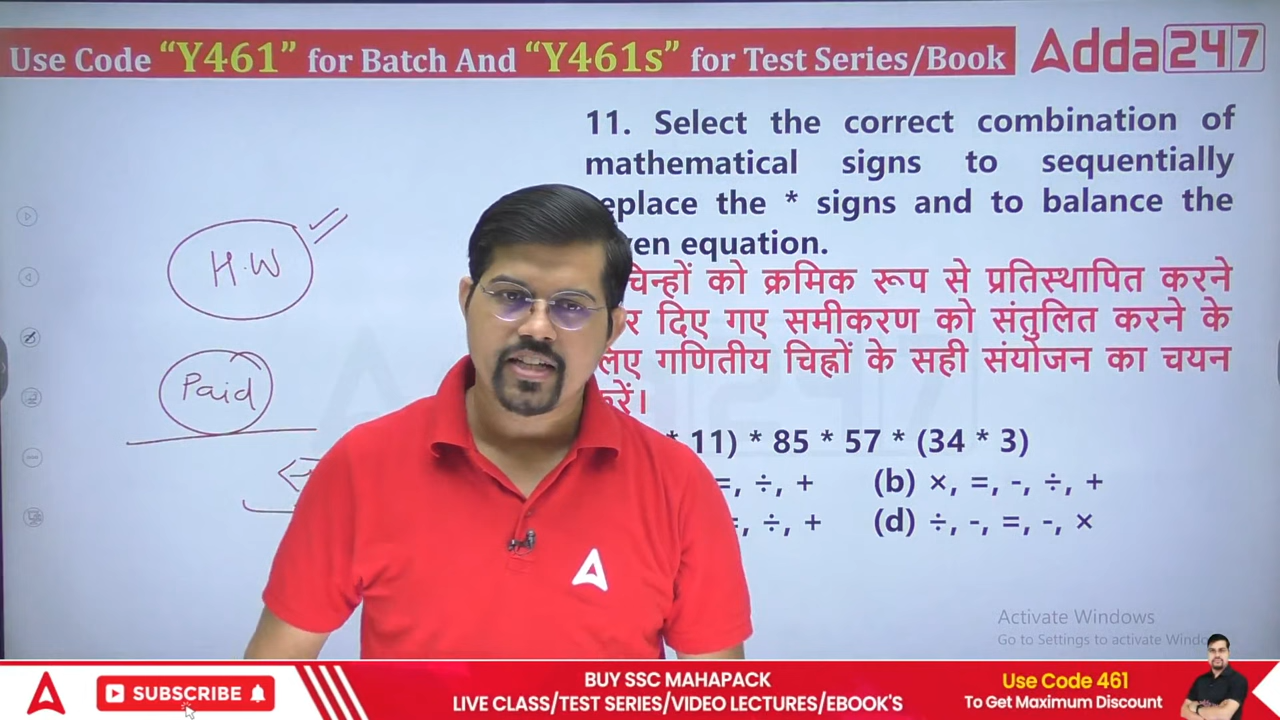 Use Code “Y461” for Batch And “Y461s” for Test Series/Book
Adda247
11. Select the correct combination of
mathematical signs to sequentially
replace the * signs and to balance the
en equation.
चिन्हों को क्रमिक रूप से प्रतिस्थापित करने
र दिए गए समीकरण को संतुलित करने के
लिए गणितीय चिह्नों के सही संयोजन का चयन
करें।
* 11) * 85 * 57 * (34 * 3)
=, ÷, + (b) ×, =, -, ÷, +
÷, + (d) ÷, -, =, -, ×
H.W
Paid
Activate Windows
Go to Settings to activate Windo
SUBSCRIBE
BUY SSC MAHAPACK
LIVE CLASS/TEST SERIES/VIDEO LECTURES/EBOOK'S
Use Code 461
To Get Maximum Discount